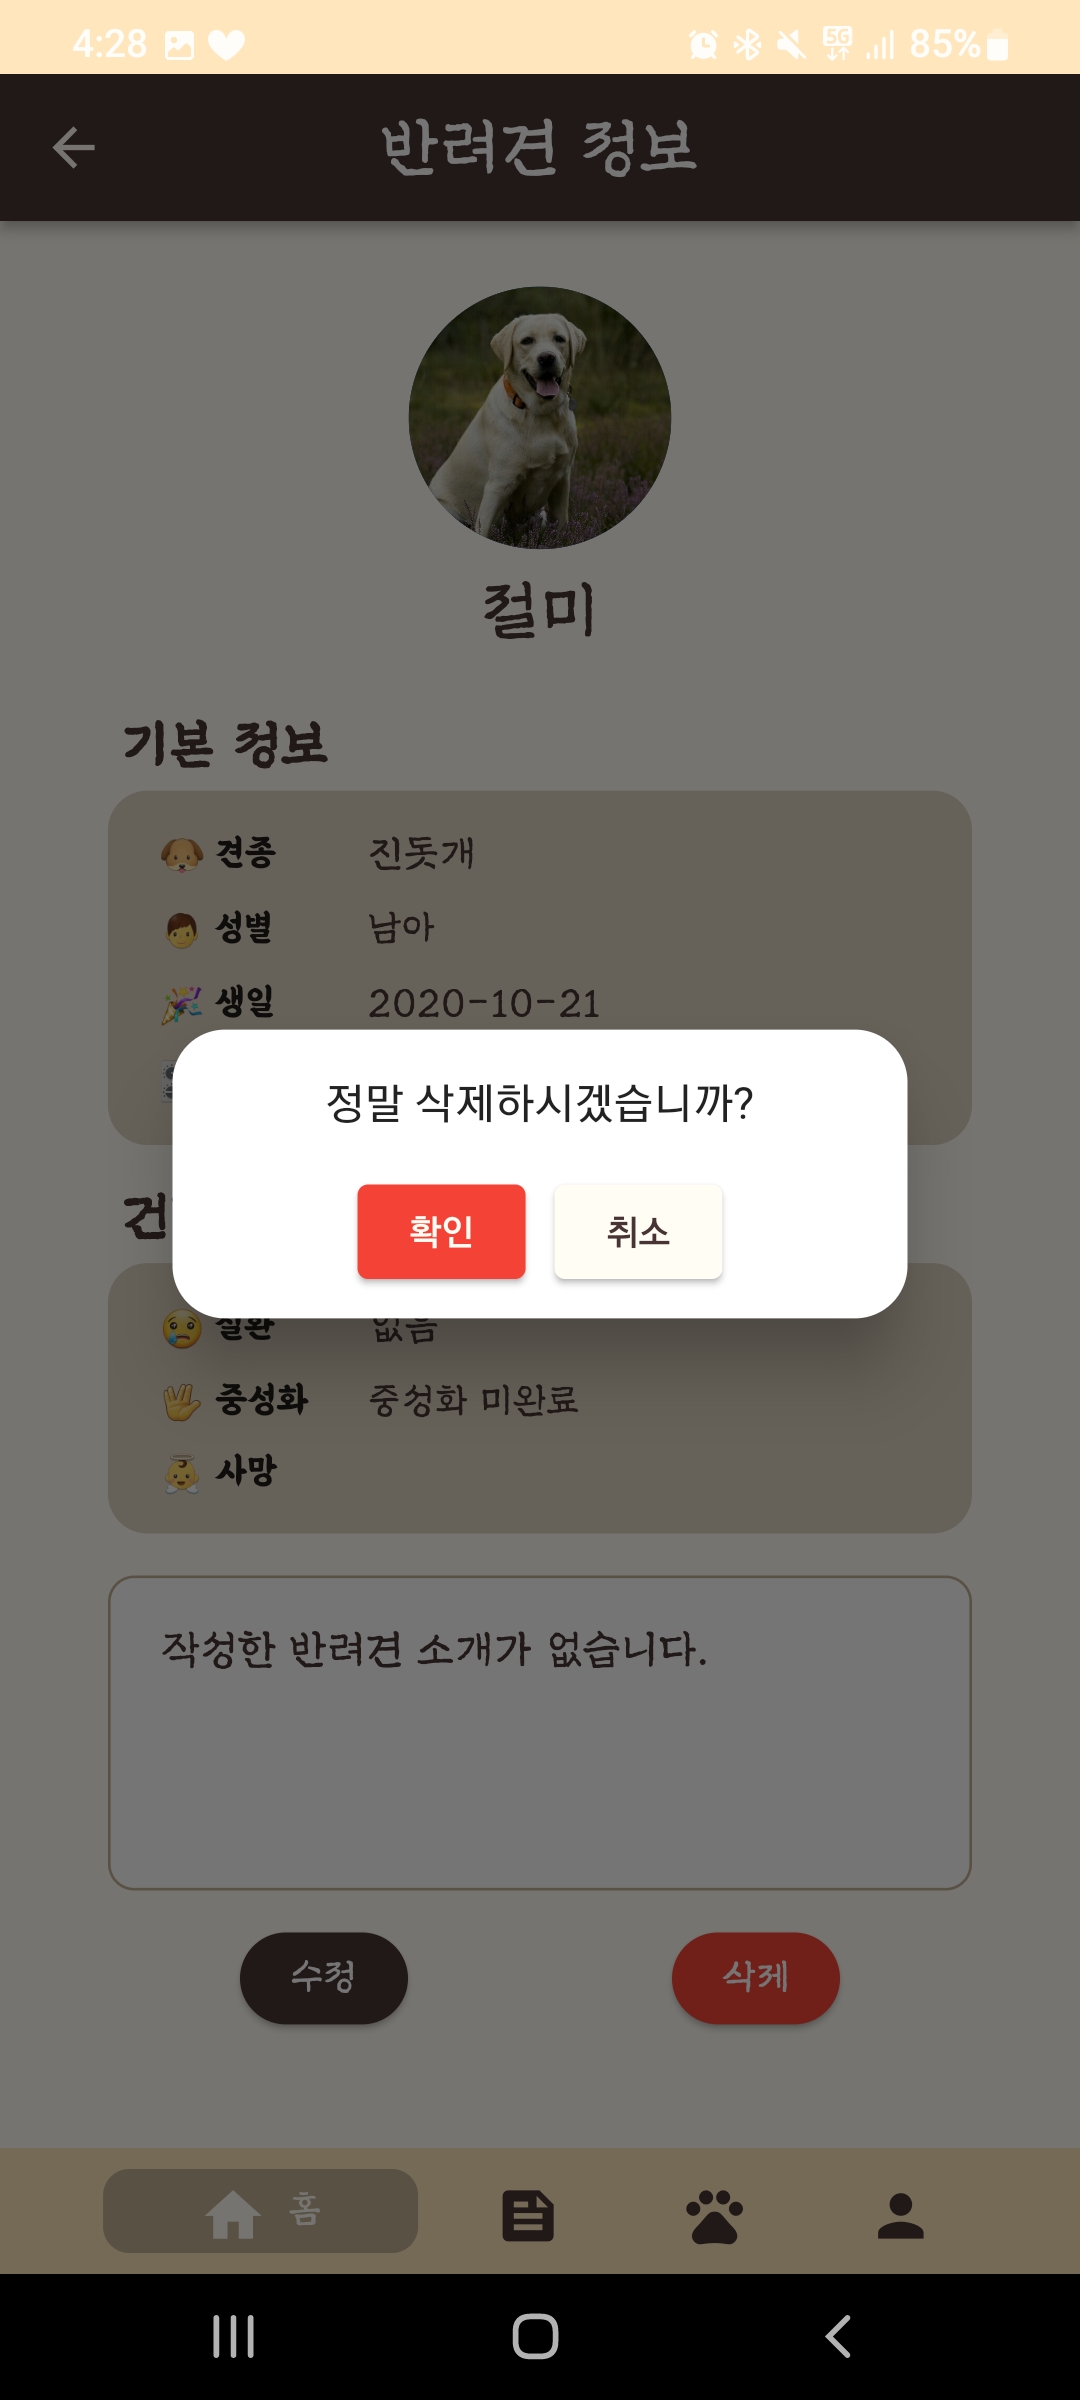 4:28 5G 85%
반려견 정보
절미
기본 정보
견종 진돗개
성별 남아
생일 2020-10-21
정말 삭제하시겠습니까?
확인 취소
건
질환 없음
중성화 중성화 미완료
사망
작성한 반려견 소개가 없습니다.
수정 삭제
홈